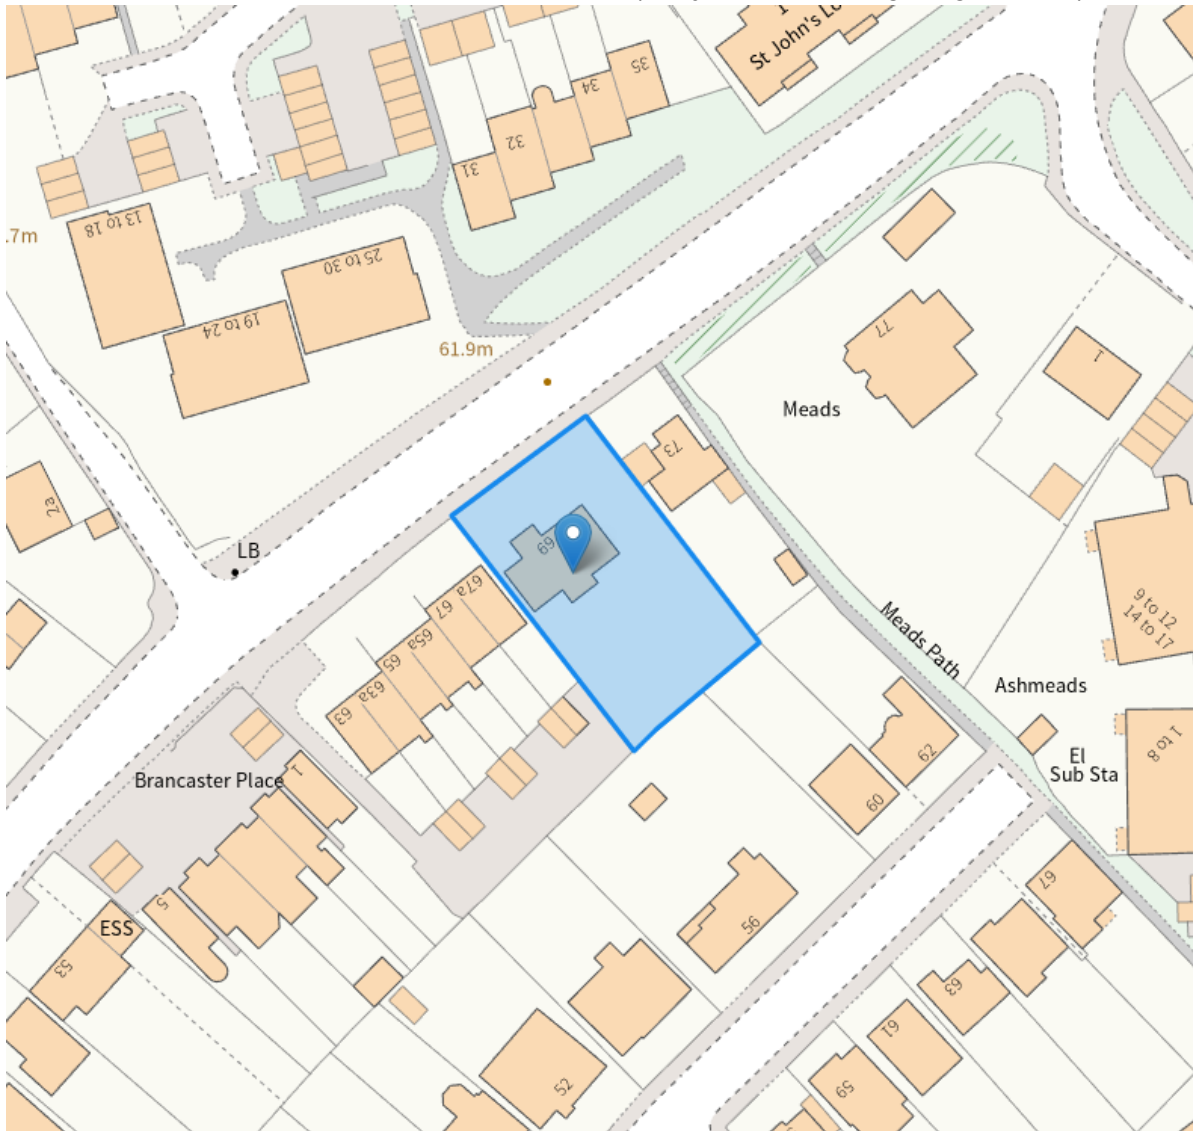 St John's Lo
35
34
32
31
13 to 18
.7m
25 to 30
19 to 24
61.9m
77
1
Meads
73
2a
69
LB
67a
67
65a
65
63a
63
9 to 12
14 to 17
Meads Path
Ashmeads
El
Sub Sta
1 to 8
62
60
Brancaster Place
1
5
ESS
53
56
67
63
61
59
52